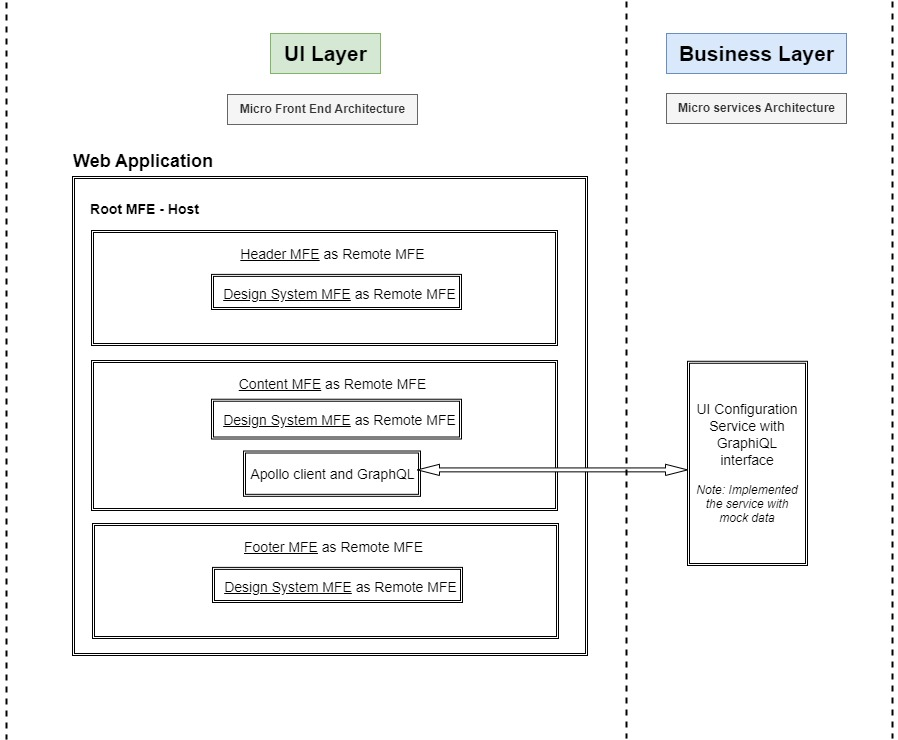 UI Layer
Business Layer
Micro Front End Architecture
Micro services Architecture
Web Application
Root MFE - Host
Header MFE as Remote MFE
Design System MFE as Remote MFE
Content MFE as Remote MFE
Design System MFE as Remote MFE
Apollo client and GraphQL
UI Configuration
Service with
GraphiQL
interface
Note: Implemented
the service with
mock data
Footer MFE as Remote MFE
Design System MFE as Remote MFE